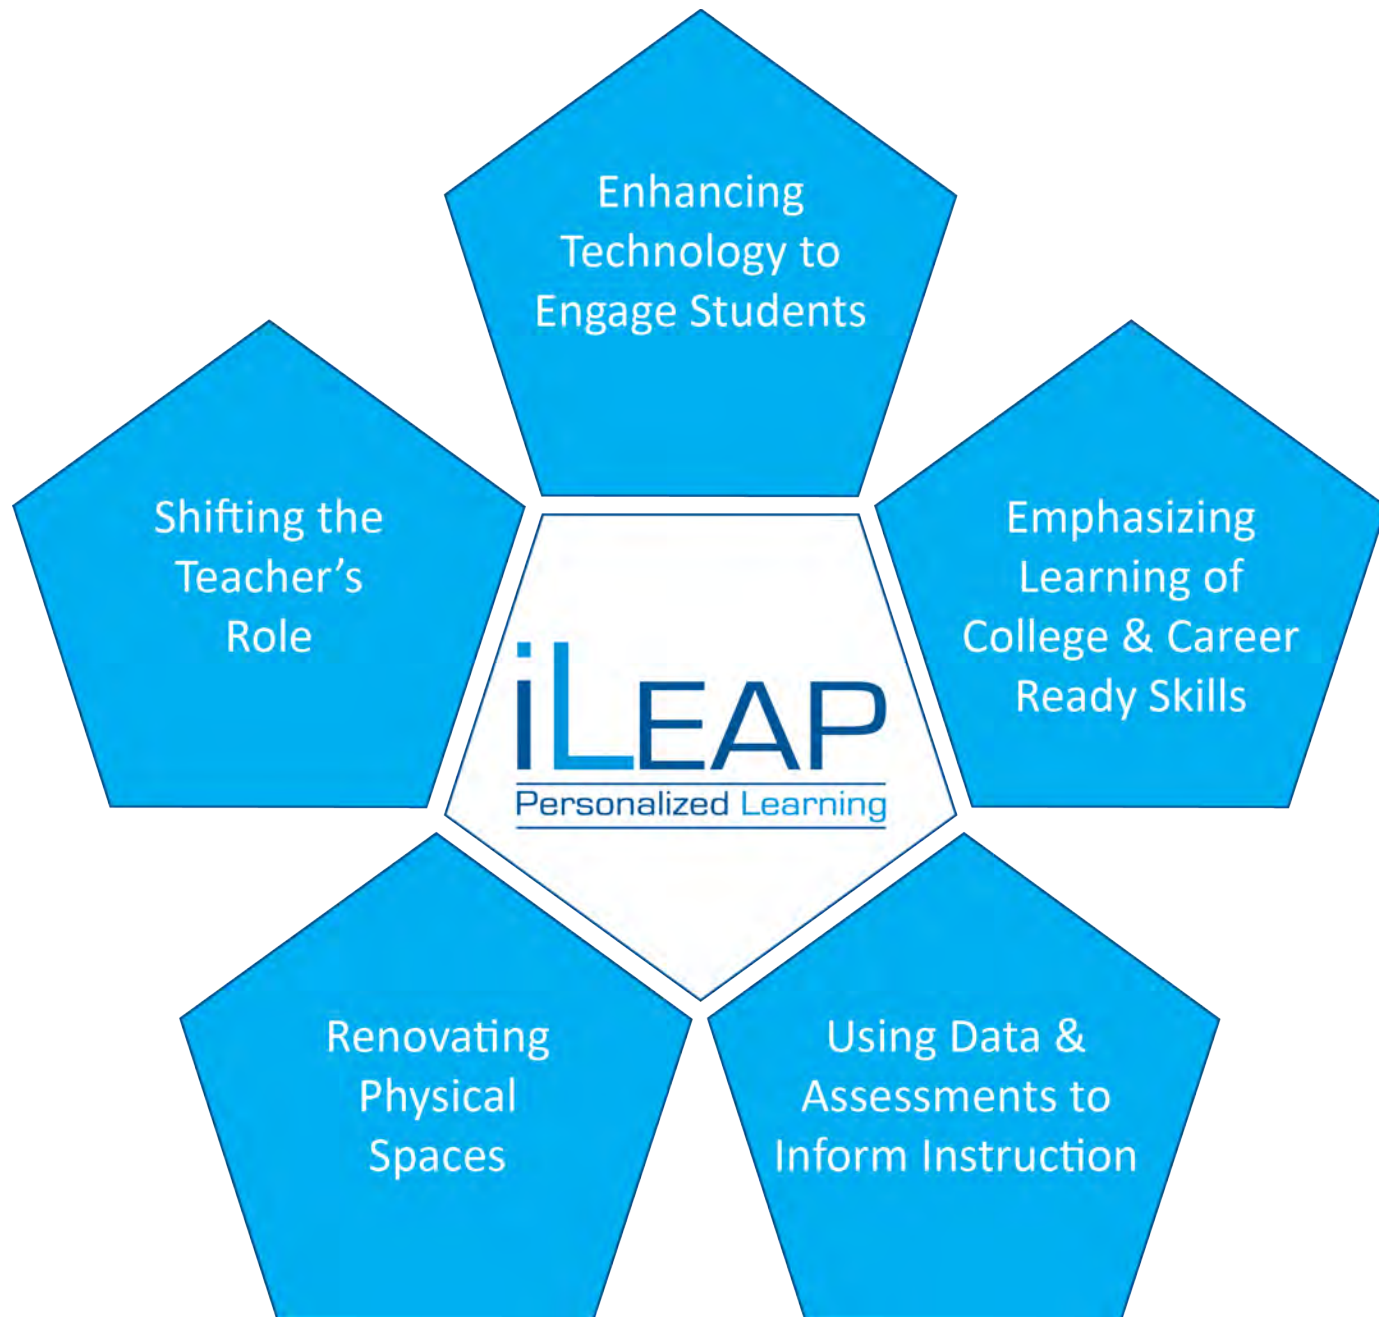 Enhancing
Technology to
Engage Students
Shifting the
Teacher’s
Role
Emphasizing
Learning of
College & Career
Ready Skills
iLEAP
Personalized Learning
Renovating
Physical
Spaces
Using Data &
Assessments to
Inform Instruction